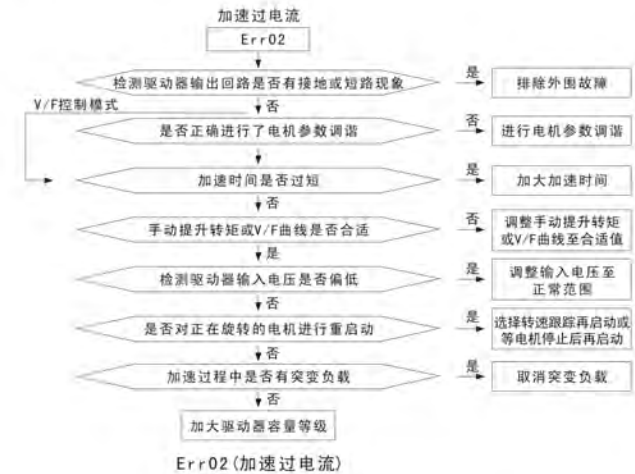 加速过电流
Err02
检测驱动器输出回路是否有接地或短路现象
是
排除外围故障
V/F控制模式
否
是否正确进行了电机参数调谐
否
进行电机参数调谐
是
加速时间是否过短
是
加大加速时间
否
手动提升转矩或V/F曲线是否合适
否
调整手动提升转矩
或V/F曲线至合适值
是
检测驱动器输入电压是否偏低
是
调整输入电压至
正常范围
否
是否对正在旋转的电机进行重启动
是
选择转速跟踪再启动或
等电机停止后再启动
否
加速过程中是否有突变负载
是
取消突变负载
否
加大驱动器容量等级
Err02(加速过电流)